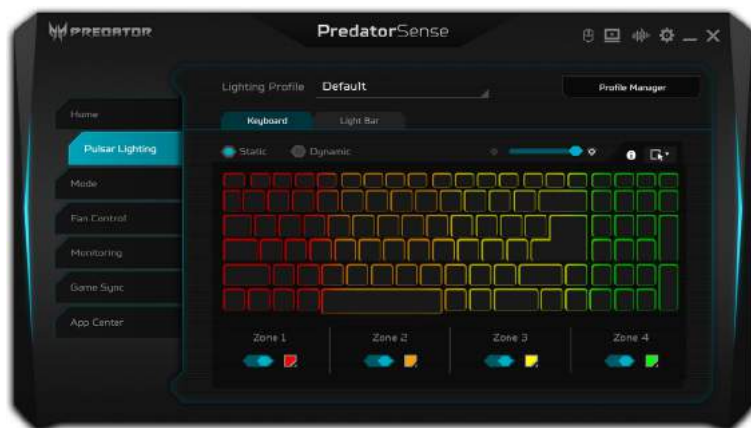 PREDATOR
PredatorSense
Lighting Profile Default
Profile Manager
Home
Keyboard
Light Bar
Pulsar Lighting
Static
Dynamic
Mode
Fan Control
Monitoring
Game Sync
App Center
Zone 1
Zone 2
Zone 3
Zone 4